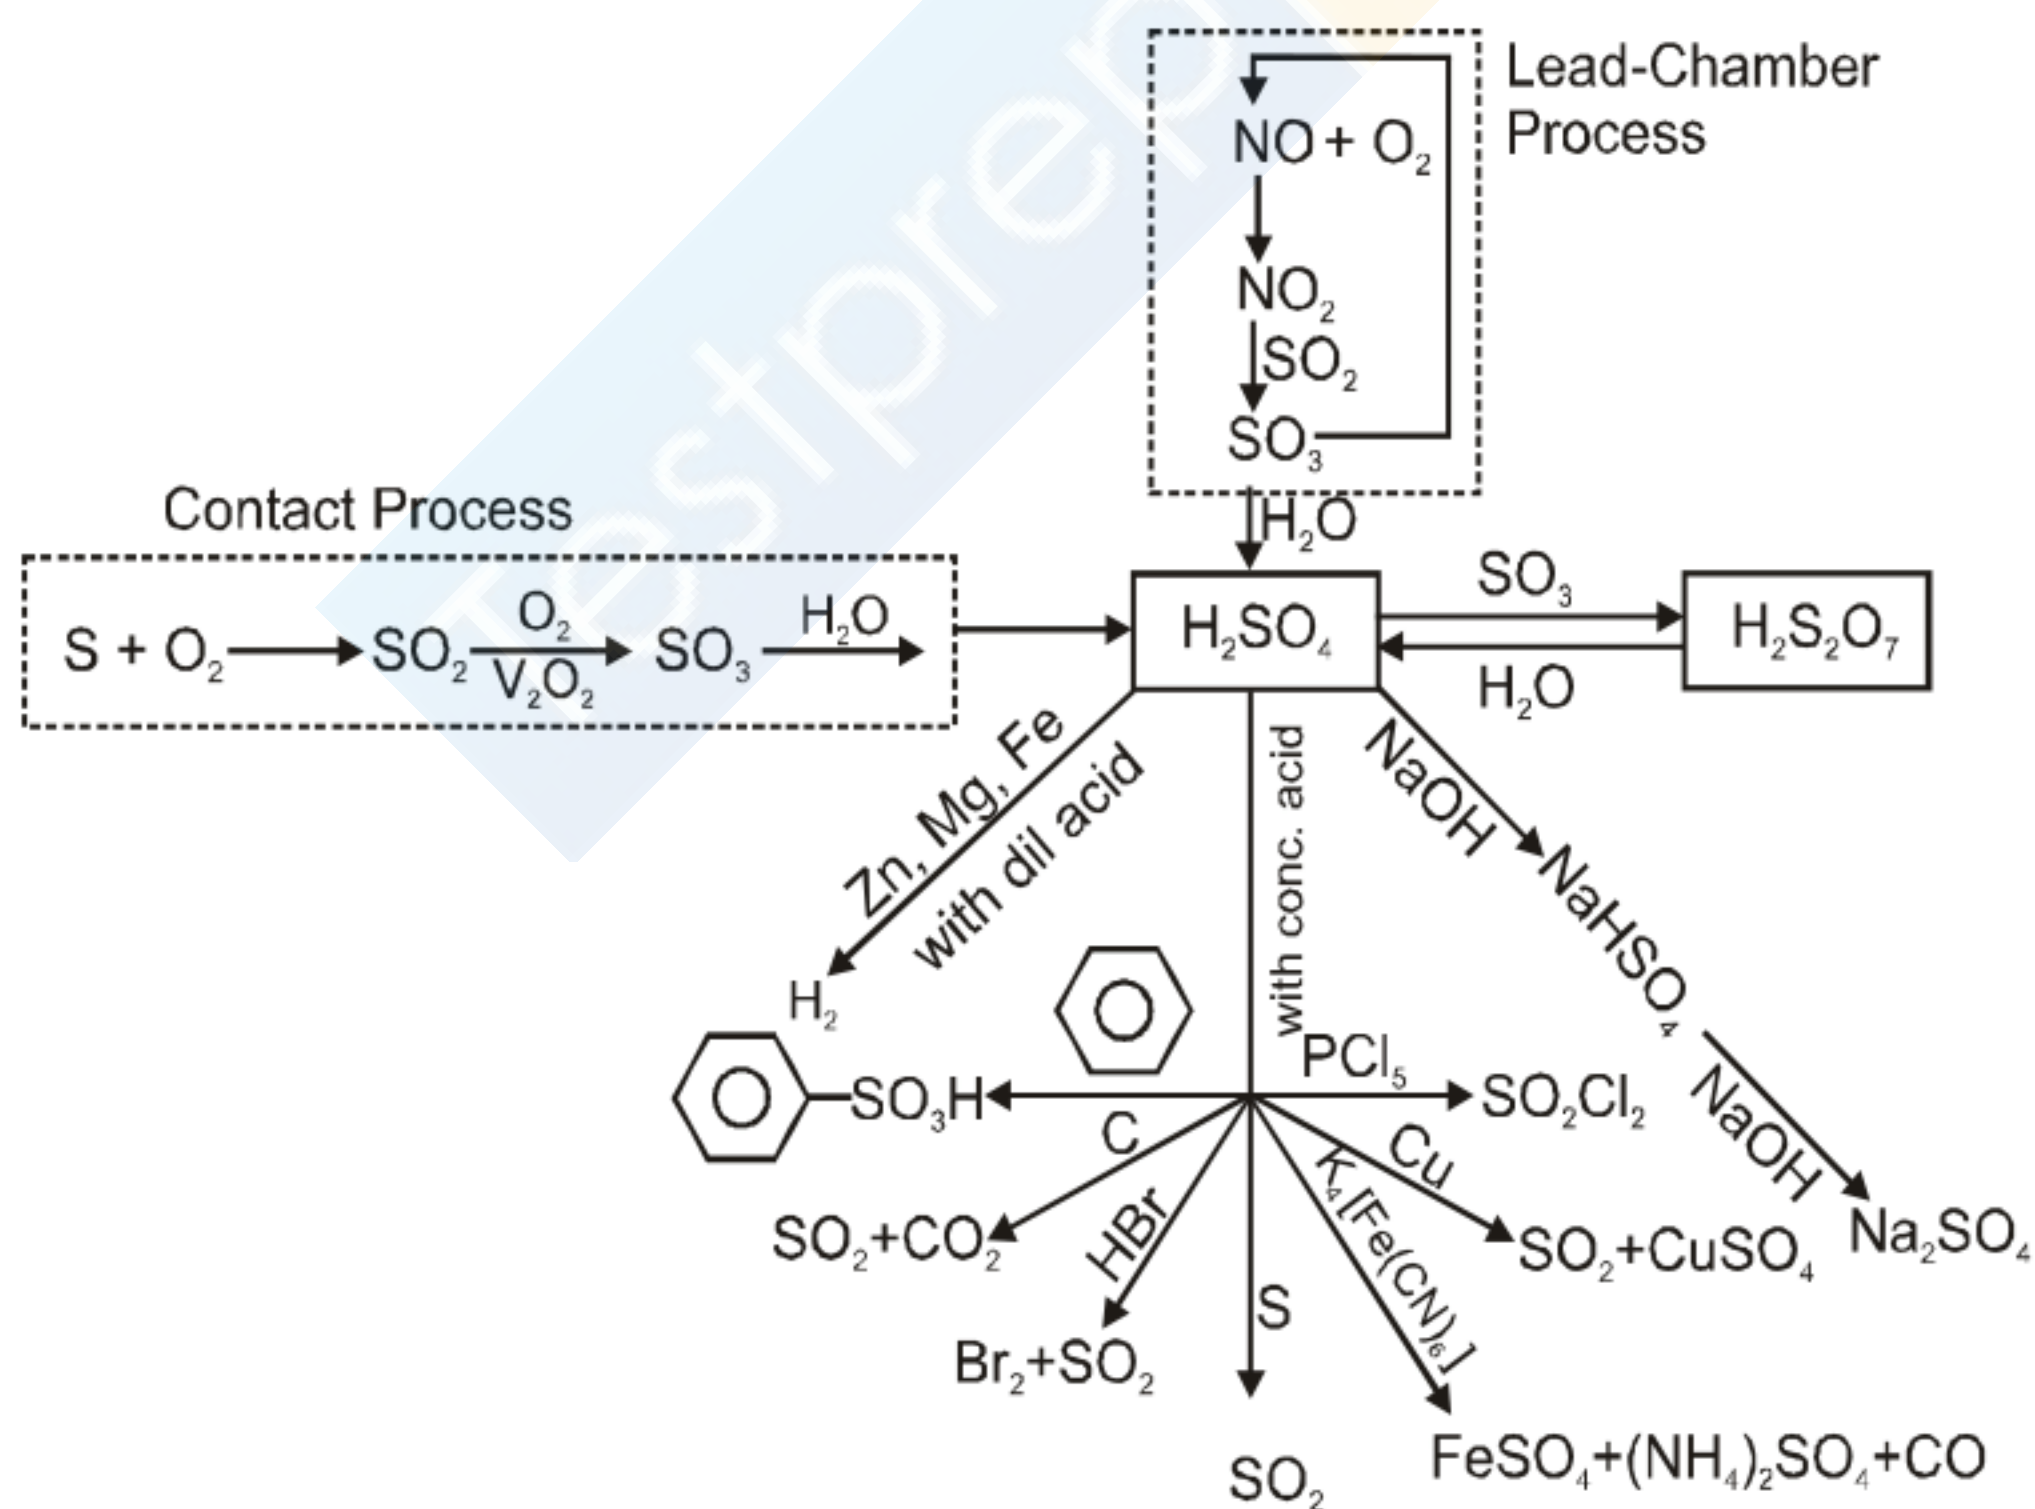 Lead-Chamber
Process
NO + O₂
NO₂
SO₂
SO₃
H₂O
Contact Process
S + O₂ → SO₂ → SO₃ →
O₂
V₂O₂
H₂O
H₂SO₄
SO₃
H₂O
H₂S₂O₇
Zn, Mg, Fe
with dil acid
H₂
with conc. acid
NaOH
NaHSO₄
NaOH
Na₂SO₄
SO₃H
PCl₅
SO₂Cl₂
C
SO₂+CO₂
HBr
Br₂+SO₂
S
SO₂
K₄[Fe(CN)₆]
FeSO₄+(NH₄)₂SO₄+CO
Cu
SO₂+CuSO₄
Testprep